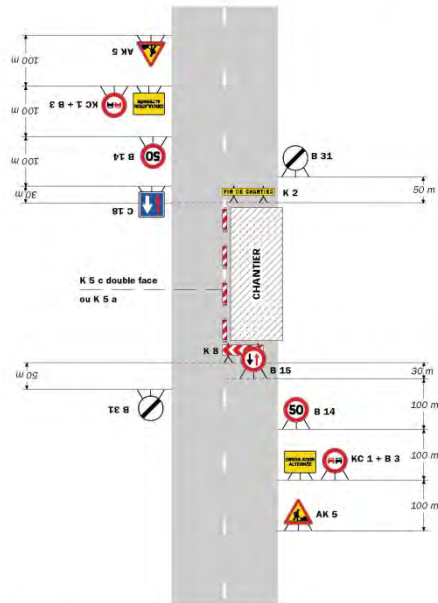 100 m
AK 5
100 m
KC 1 + B 3
CIRCULATION
ALTERNÉE
100 m
B 14
50
30 m
C 18
B 31
50 m
FIN DE CHANTIER
K 2
CHANTIER
K 5 c double face
ou K 5 a
K 8
B 15
50 m
B 31
30 m
100 m
50
B 14
100 m
CIRCULATION
ALTERNÉE
KC 1 + B 3
100 m
AK 5